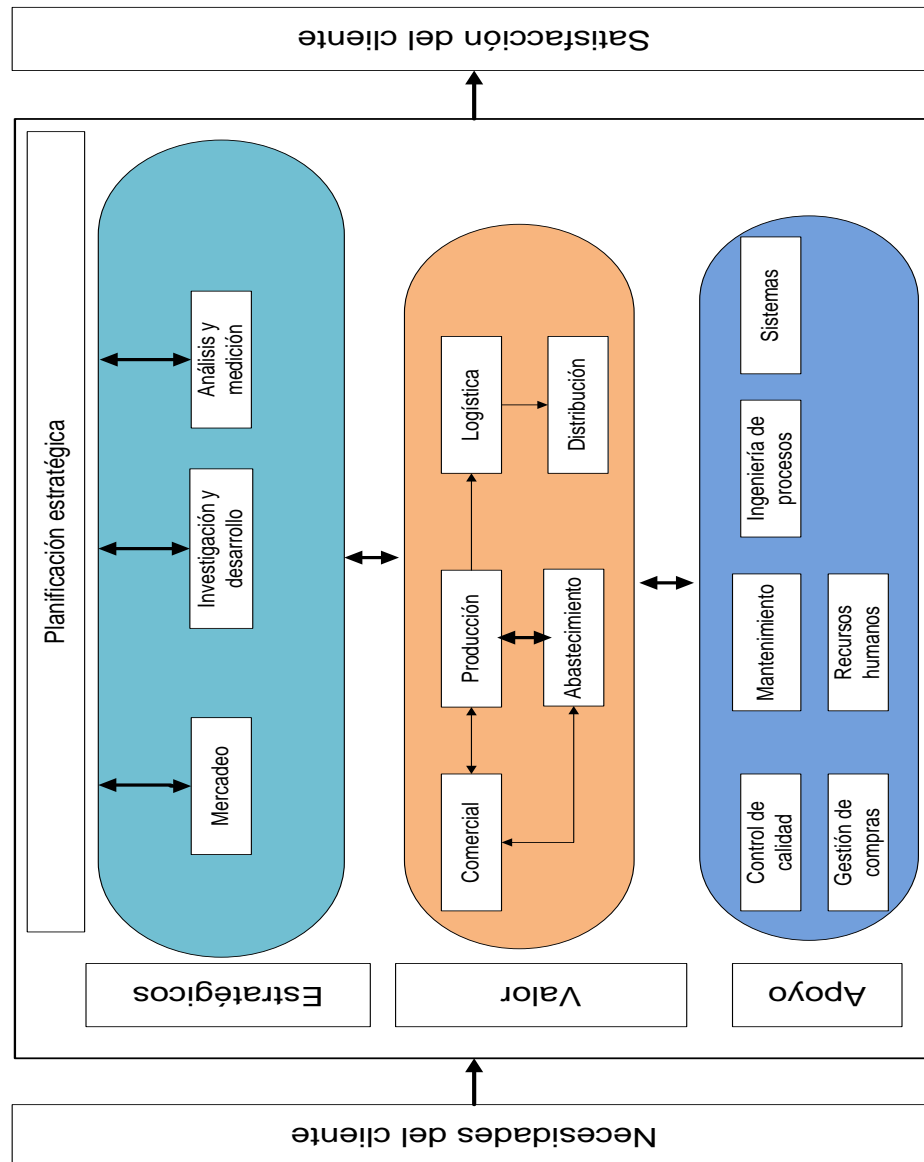 Planificación estratégica
Necesidades del cliente
Satisfacción del cliente
Estratégicos
Mercadeo
Investigación y
desarrollo
Análisis y
medición
Valor
Comercial
Producción
Logística
Abastecimiento
Distribución
Apoyo
Control de
calidad
Mantenimiento
Ingeniería de
procesos
Sistemas
Gestión de
compras
Recursos
humanos